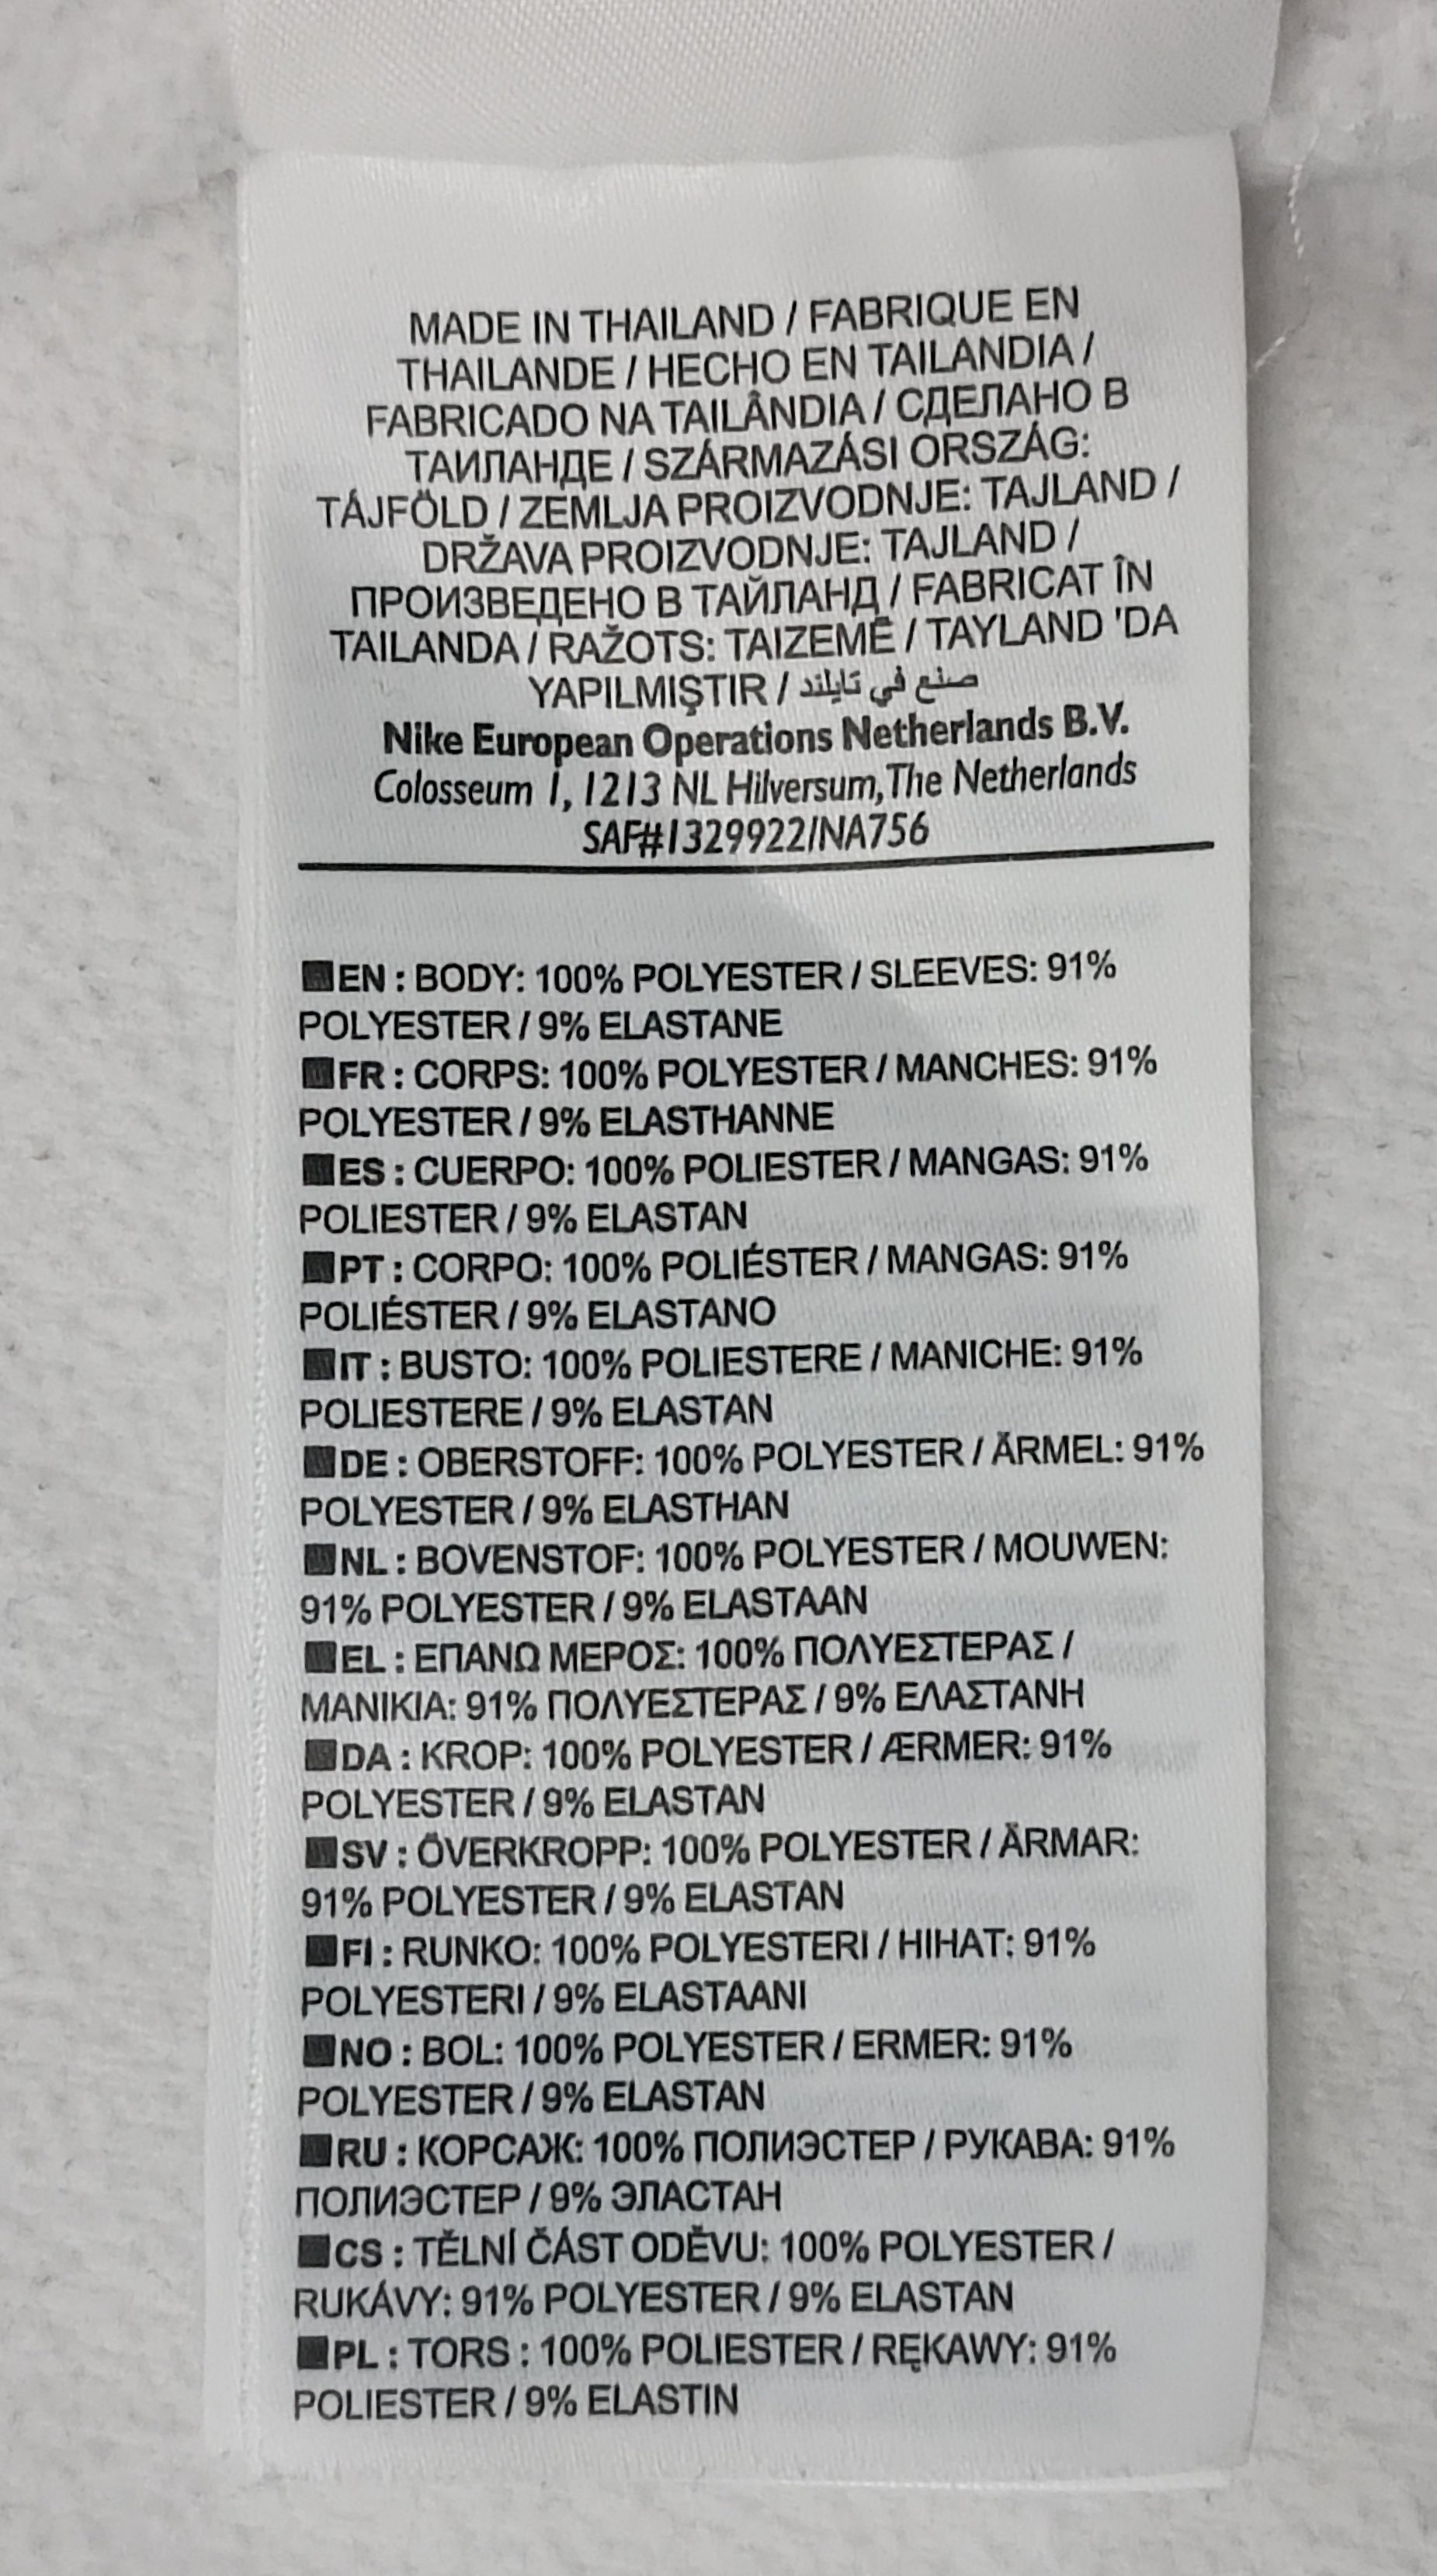 MADE IN THAILAND / FABRIQUE EN
THAILANDE / HECHO EN TAILANDIA /
FABRICADO NA TAILÂNDIA / СДЕЛАНО В
ТАИЛАНДЕ / SZÁRMAZÁSI ORSZÁG:
TÁJFÖLD / ZEMLJA PROIZVODNJE: TAJLAND /
DRŽAVA PROIZVODNJE: TAJLAND /
ПРОИЗВЕДЕНО В ТАЙЛАНД / FABRICAT ÎN
TAILANDA / RAŽOTS: TAIZEMĒ / TAYLAND 'DA
YAPILMIŞTIR / صنع في تايلند
Nike European Operations Netherlands B.V.
Colosseum 1, 1213 NL Hilversum, The Netherlands
SAF#1329922/NA756
■EN : BODY: 100% POLYESTER / SLEEVES: 91%
POLYESTER / 9% ELASTANE
■FR : CORPS: 100% POLYESTER / MANCHES: 91%
POLYESTER / 9% ELASTHANNE
■ES : CUERPO: 100% POLIESTER / MANGAS: 91%
POLIESTER / 9% ELASTAN
■PT : CORPO: 100% POLIÉSTER / MANGAS: 91%
POLIÉSTER / 9% ELASTANO
■IT : BUSTO: 100% POLIESTERE / MANICHE: 91%
POLIESTERE / 9% ELASTAN
■DE : OBERSTOFF: 100% POLYESTER / ÄRMEL: 91%
POLYESTER / 9% ELASTHAN
■NL : BOVENSTOF: 100% POLYESTER / MOUWEN:
91% POLYESTER / 9% ELASTAAN
■EL : ΕΠΑΝΩ ΜΕΡΟΣ: 100% ΠΟΛΥΕΣΤΕΡΑΣ /
ΜΑΝΙΚΙΑ: 91% ΠΟΛΥΕΣΤΕΡΑΣ / 9% ΕΛΑΣΤΑΝΗ
■DA : KROP: 100% POLYESTER / ÆRMER: 91%
POLYESTER / 9% ELASTAN
■SV : ÖVERKROPP: 100% POLYESTER / ÄRMAR:
91% POLYESTER / 9% ELASTAN
■FI : RUNKO: 100% POLYESTERI / HIHAT: 91%
POLYESTERI / 9% ELASTAANI
■NO : BOL: 100% POLYESTER / ERMER: 91%
POLYESTER / 9% ELASTAN
■RU : КОРСАЖ: 100% ПОЛИЭСТЕР / РУКАВА: 91%
ПОЛИЭСТЕР / 9% ЭЛАСТАН
■CS : TĚLNÍ ČÁST ODĚVU: 100% POLYESTER /
RUKÁVY: 91% POLYESTER / 9% ELASTAN
■PL : TORS : 100% POLIESTER / RĘKAWY: 91%
POLIESTER / 9% ELASTIN